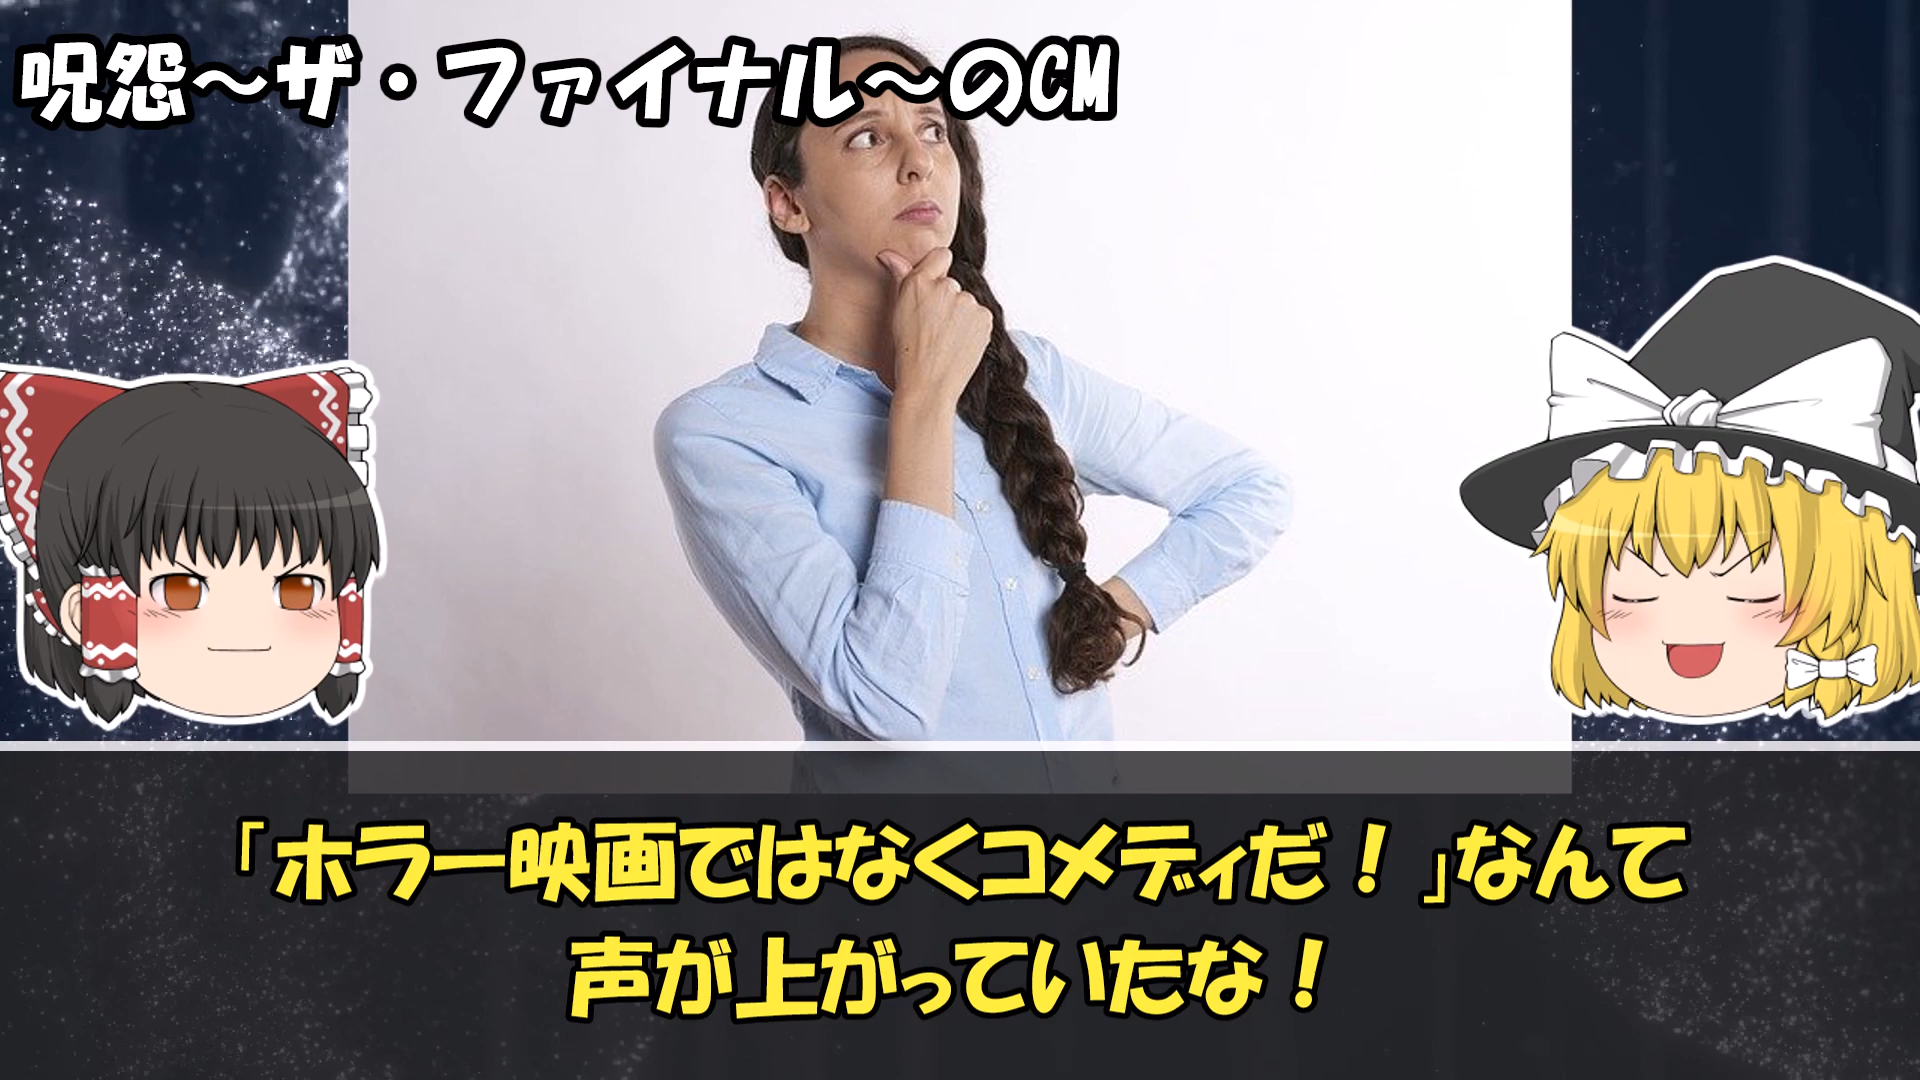 呪怨～ザ・ファイナル～のCM
「ホラー映画ではなくコメディだ！」なんて
声が上がっていたな！